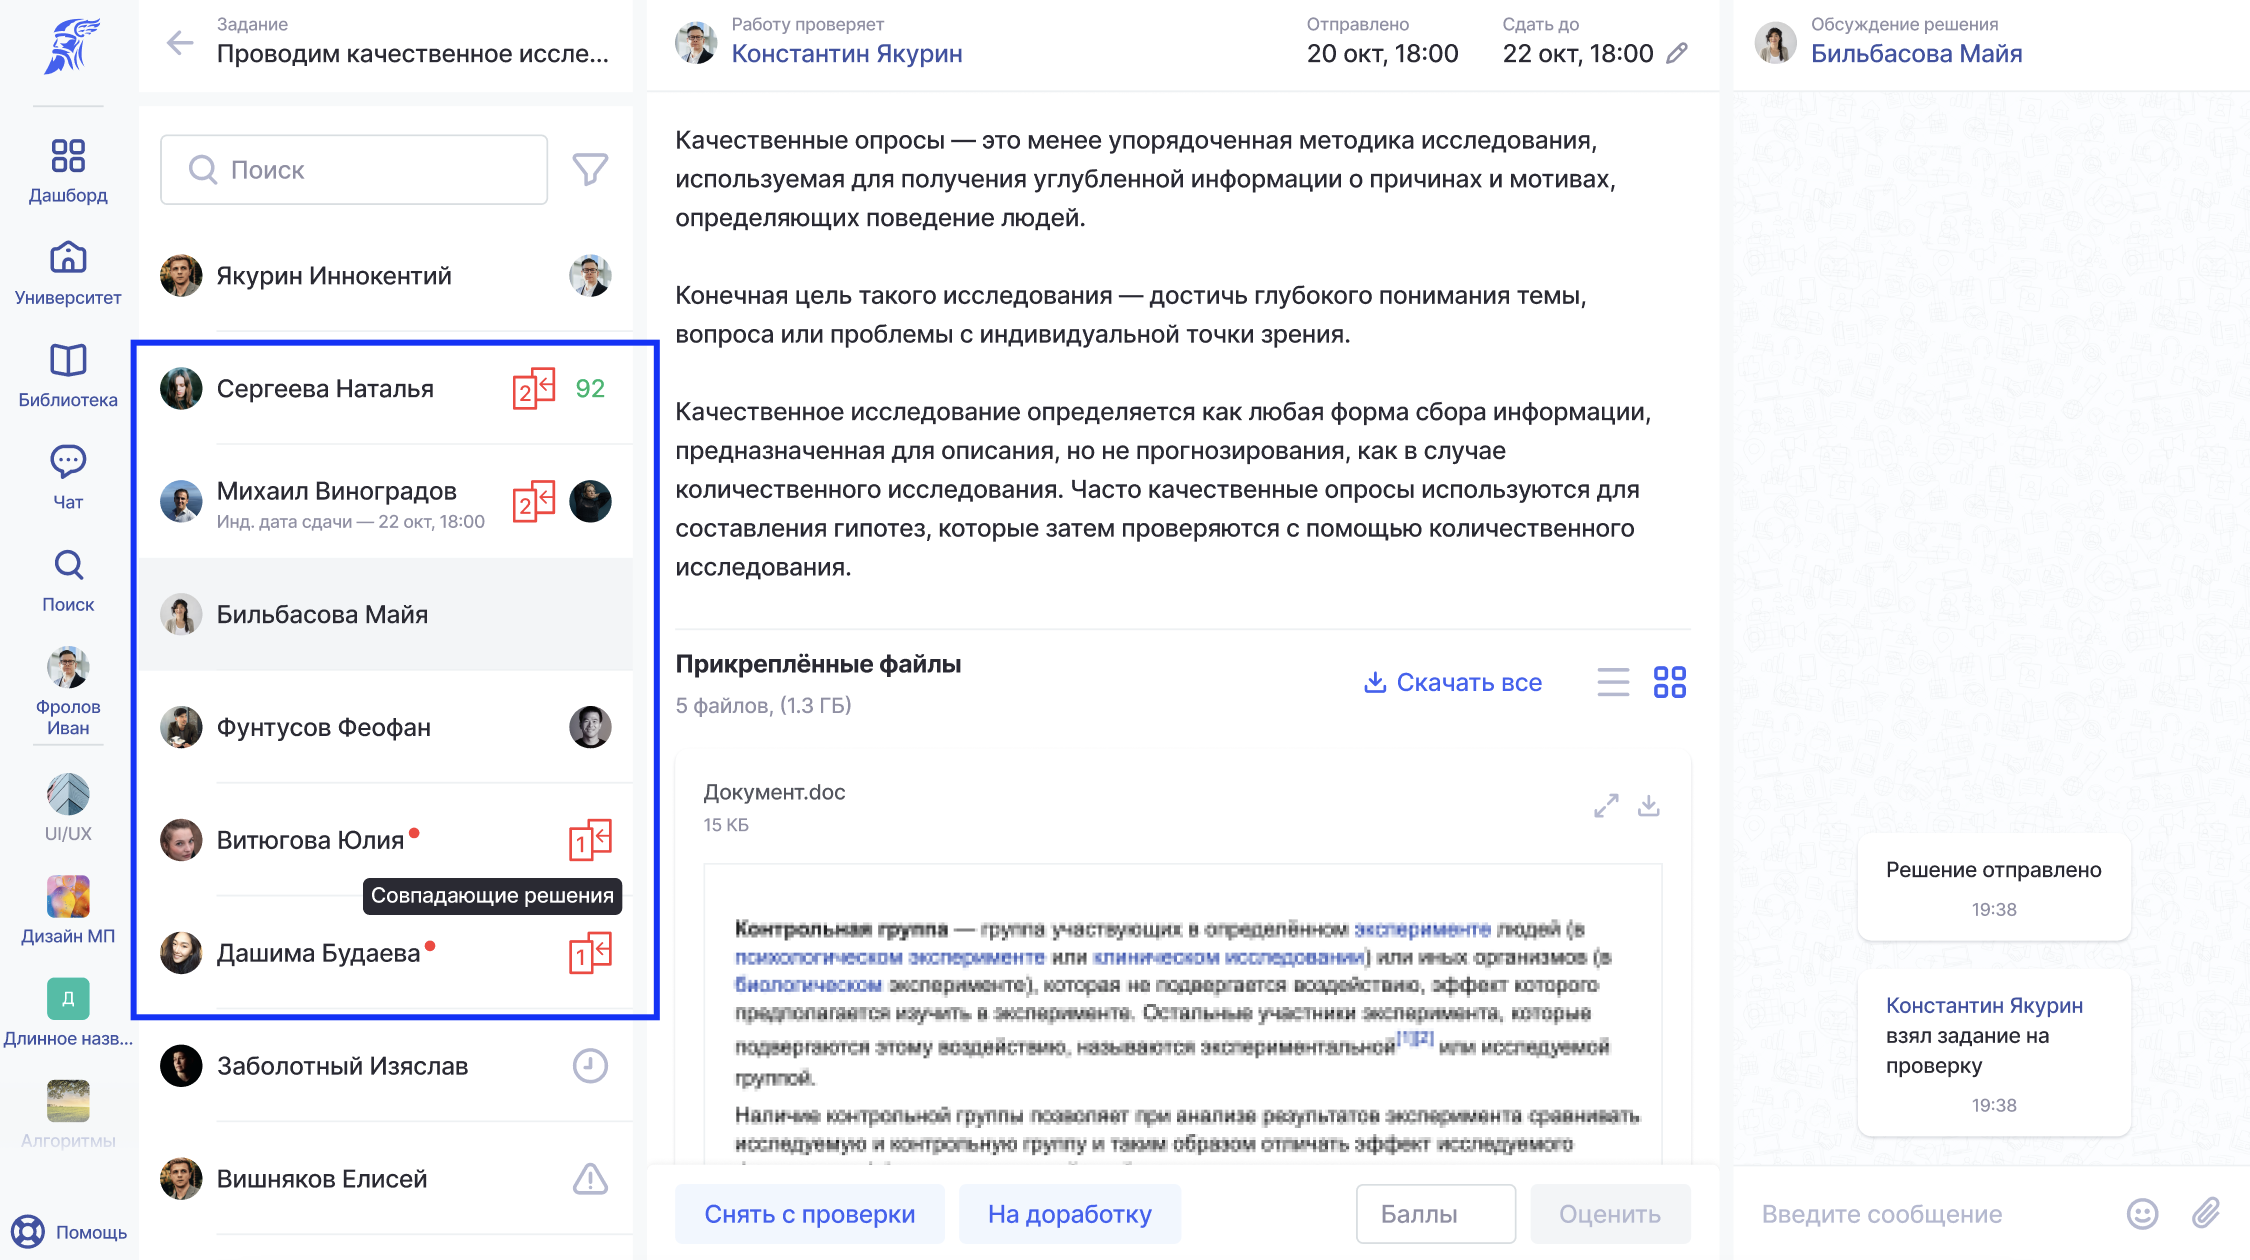 Дашборд
Университет
Библиотека
Чат
Поиск
Фролов
Иван
UI/UX
Дизайн МП
Д
Длинное назв...
Алгоритмы
Помощь
Задание
Проводим качественное иссле...
Поиск
Якурин Иннокентий
Сергеева Наталья
2
92
Михаил Виноградов
Инд. дата сдачи — 22 окт, 18:00
2
Бильбасова Майя
Фунтусов Феофан
Витюгова Юлия
1
Совпадающие решения
Дашима Будаева
1
Заболотный Изяслав
Вишняков Елисей
Работу проверяет
Константин Якурин
Отправлено
20 окт, 18:00
Сдать до
22 окт, 18:00
Качественные опросы — это менее упорядоченная методика исследования,
используемая для получения углубленной информации о причинах и мотивах,
определяющих поведение людей.
Конечная цель такого исследования — достичь глубокого понимания темы,
вопроса или проблемы с индивидуальной точки зрения.
Качественное исследование определяется как любая форма сбора информации,
предназначенная для описания, но не прогнозирования, как в случае
количественного исследования. Часто качественные опросы используются для
составления гипотез, которые затем проверяются с помощью количественного
исследования.
Прикреплённые файлы
5 файлов, (1.3 ГБ)
Скачать все
Документ.doc
15 КБ
Контрольная группа — группа участвующих в определённом эксперименте людей (в
психологическом эксперименте или клиническом исследовании) или иных организмов (в
биологическом эксперименте), которая не подвергается воздействию, эффект которого
предполагается изучить в эксперименте. Остальные участники эксперимента, которые
подвергаются этому воздействию, называются экспериментальной[1][2] или исследуемой
группой.
Наличие контрольной группы позволяет при анализе результатов эксперимента сравнивать
исследуемую и контрольную группу и таким образом отличать эффект исследуемого
Снять с проверки
На доработку
Баллы
Оценить
Обсуждение решения
Бильбасова Майя
Решение отправлено
19:38
Константин Якурин
взял задание на
проверку
19:38
Введите сообщение